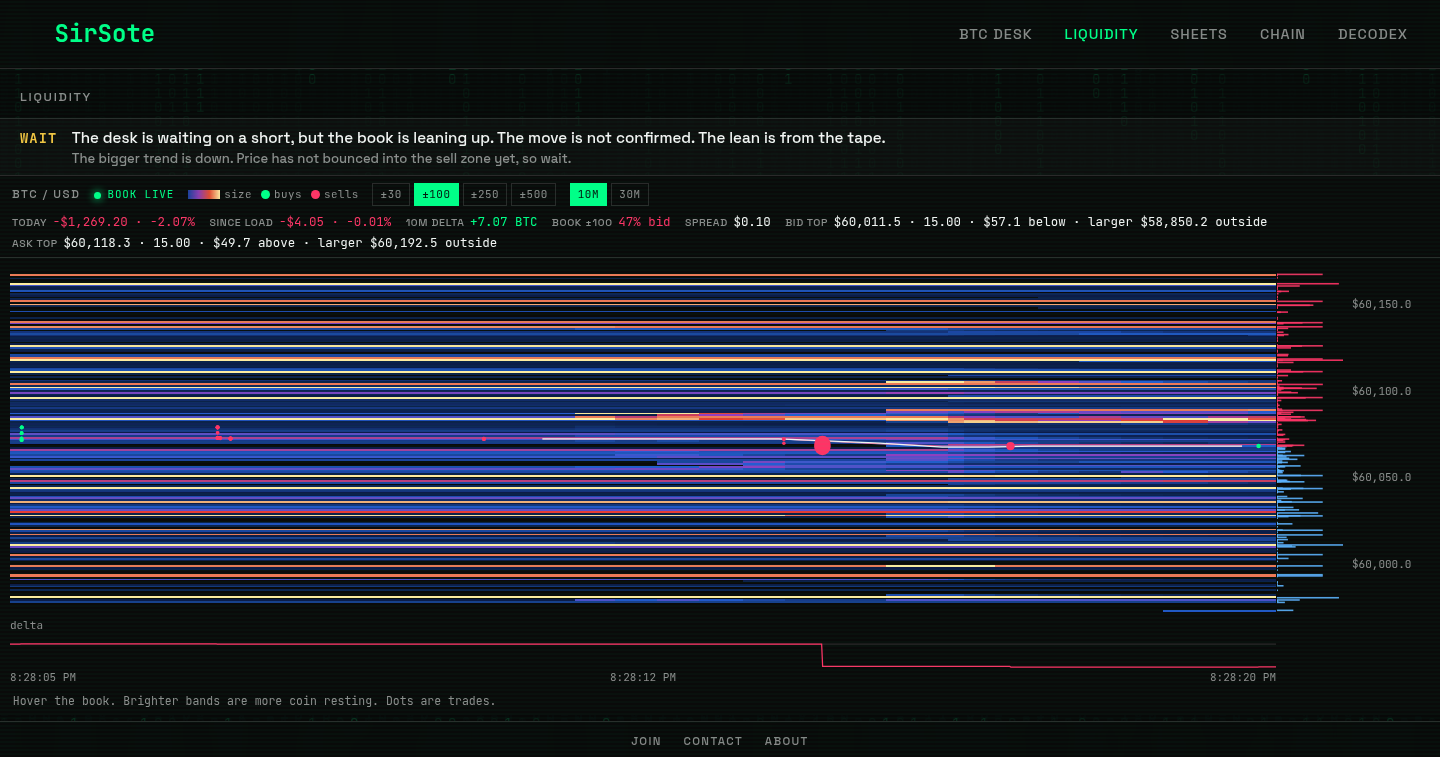 SirSote
BTC DESK LIQUIDITY SHEETS CHAIN DECODEX
LIQUIDITY
WAIT The desk is waiting on a short, but the book is leaning up. The move is not confirmed. The lean is from the tape.
The bigger trend is down. Price has not bounced into the sell zone yet, so wait.
BTC / USD BOOK LIVE size buys sells ±30 ±100 ±250 ±500 10M 30M
TODAY -$1,269.20 · -2.07% SINCE LOAD -$4.05 · -0.01% 10M DELTA +7.07 BTC BOOK ±100 47% bid SPREAD $0.10 BID TOP $60,011.5 · 15.00 · $57.1 below · larger $58,850.2 outside
ASK TOP $60,118.3 · 15.00 · $49.7 above · larger $60,192.5 outside
$60,150.0
$60,100.0
$60,050.0
$60,000.0
delta
8:28:05 PM 8:28:12 PM 8:28:20 PM
Hover the book. Brighter bands are more coin resting. Dots are trades.
JOIN CONTACT ABOUT